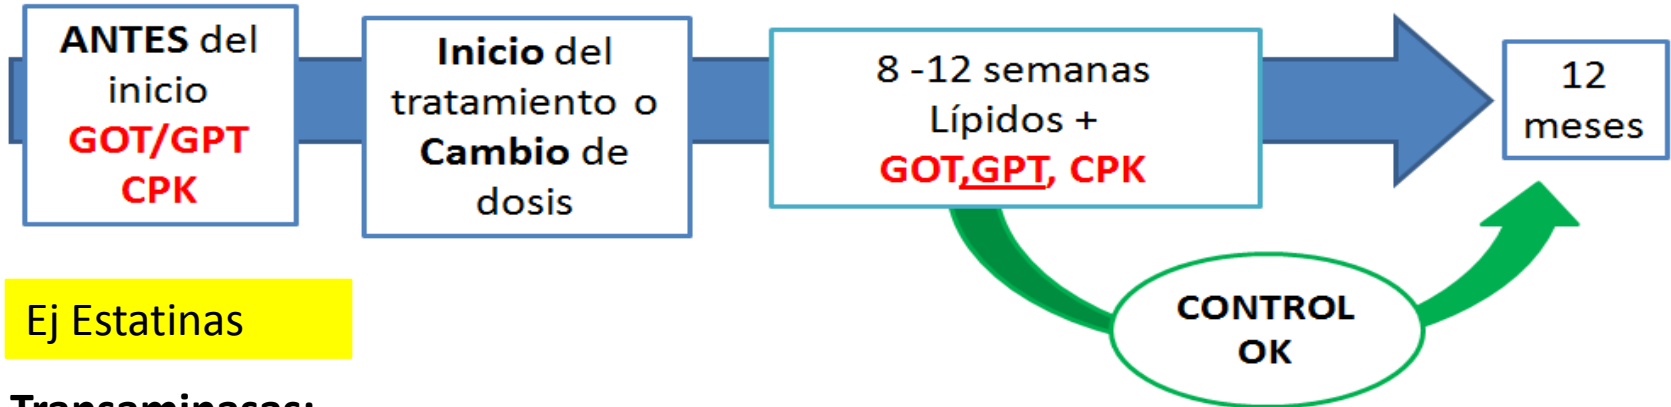 ANTES del
inicio
GOT/GPT
CPK
Inicio del
tratamiento o
Cambio de
dosis
8 -12 semanas
Lípidos +
GOT,GPT, CPK
12
meses
CONTROL
OK
Ej Estatinas
Transaminasas: